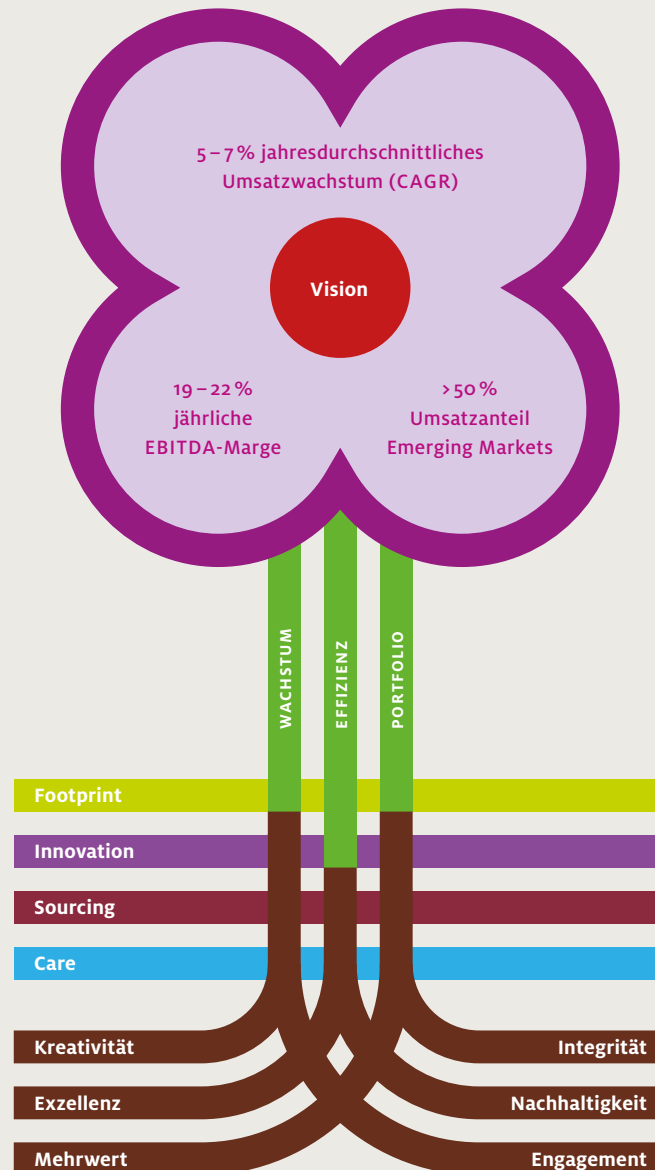 5 – 7 % jahresdurchschnittliches
Umsatzwachstum (CAGR)
Vision
19 – 22 %
jährliche
EBITDA-Marge
> 50 %
Umsatzanteil
Emerging Markets
WACHSTUM
EFFIZIENZ
PORTFOLIO
Footprint
Innovation
Sourcing
Care
Kreativität
Integrität
Exzellenz
Nachhaltigkeit
Mehrwert
Engagement